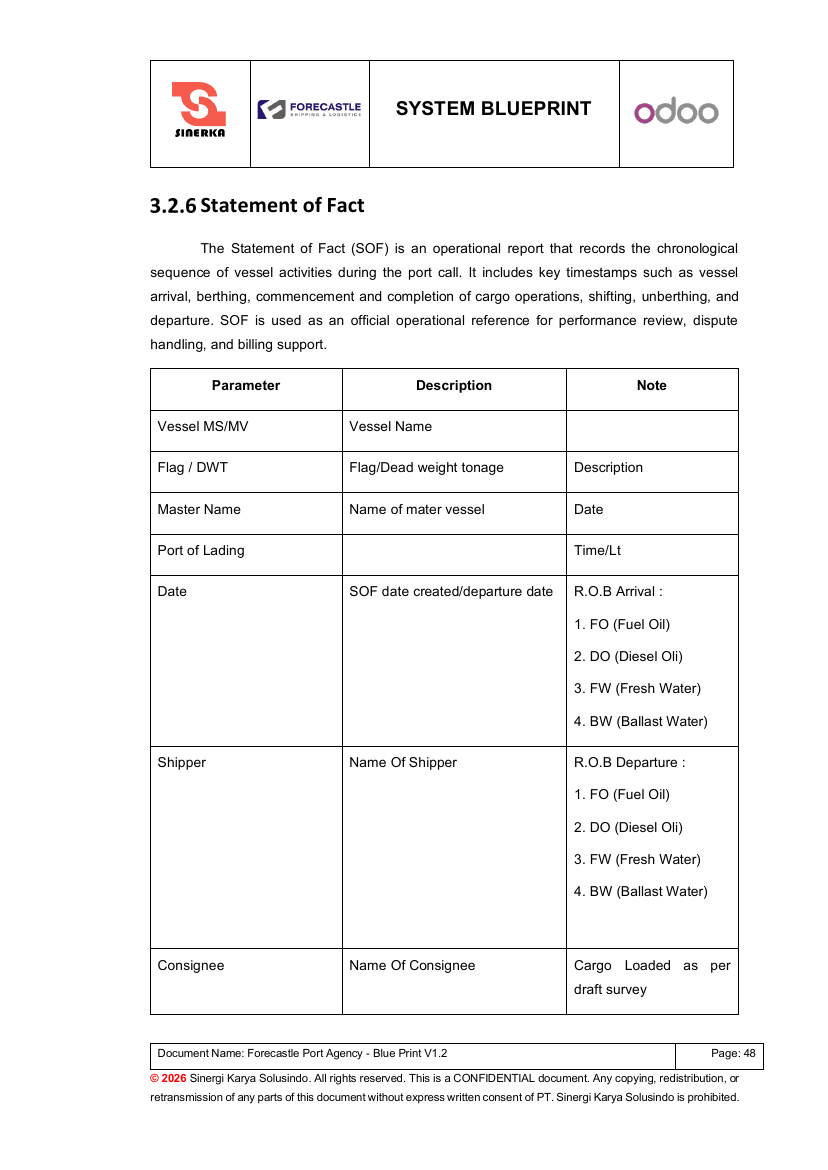 SINERKA
FORECASTLE
SHIPPING & LOGISTICS
SYSTEM BLUEPRINT
odoo
3.2.6 Statement of Fact
The Statement of Fact (SOF) is an operational report that records the chronological
sequence of vessel activities during the port call. It includes key timestamps such as vessel
arrival, berthing, commencement and completion of cargo operations, shifting, unberthing, and
departure. SOF is used as an official operational reference for performance review, dispute
handling, and billing support.
Parameter Description Note
Vessel MS/MV Vessel Name
Flag / DWT Flag/Dead weight tonage Description
Master Name Name of mater vessel Date
Port of Lading Time/Lt
Date SOF date created/departure date R.O.B Arrival :
1. FO (Fuel Oil)
2. DO (Diesel Oli)
3. FW (Fresh Water)
4. BW (Ballast Water)
Shipper Name Of Shipper R.O.B Departure :
1. FO (Fuel Oil)
2. DO (Diesel Oli)
3. FW (Fresh Water)
4. BW (Ballast Water)
Consignee Name Of Consignee Cargo Loaded as per
draft survey
Document Name: Forecastle Port Agency - Blue Print V1.2 Page: 48
© 2026 Sinergi Karya Solusindo. All rights reserved. This is a CONFIDENTIAL document. Any copying, redistribution, or
retransmission of any parts of this document without express written consent of PT. Sinergi Karya Solusindo is prohibited.